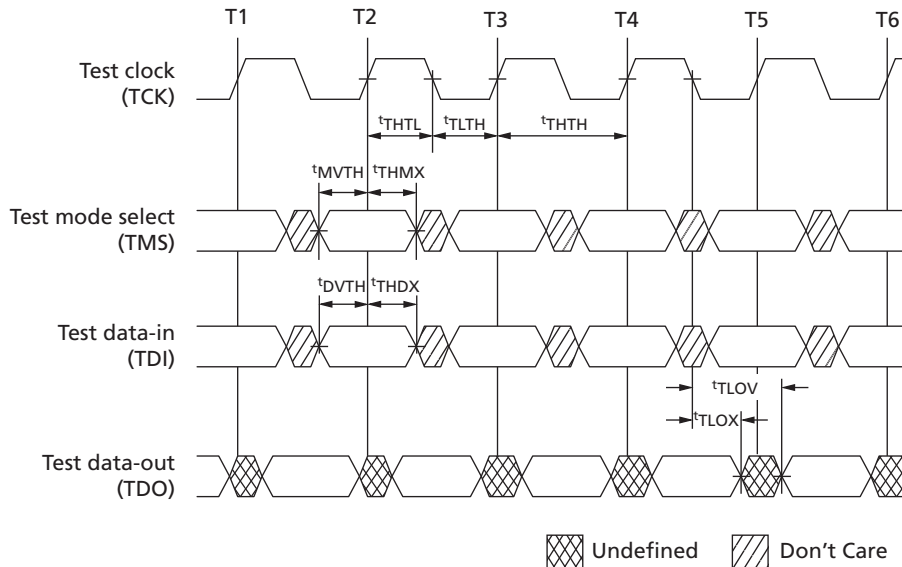 T1 T2 T3 T4 T5 T6
Test clock
(TCK)
tTHTL tTLTH tTHTH
tMVTH tTHMX
Test mode select
(TMS)
tDVTH tTHDX
Test data-in
(TDI)
tTLOV
tTLOX
Test data-out
(TDO)
Undefined Don't Care